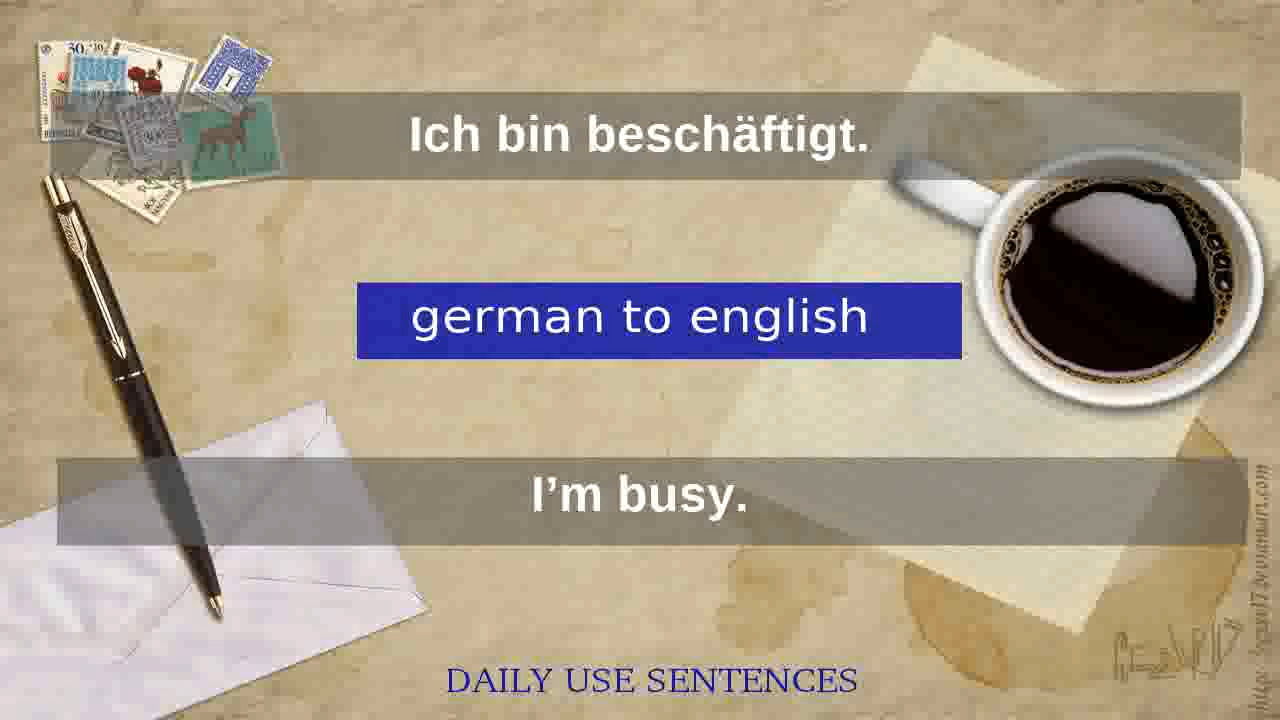 Ich bin beschäftigt.
german to english
I’m busy.
DAILY USE SENTENCES